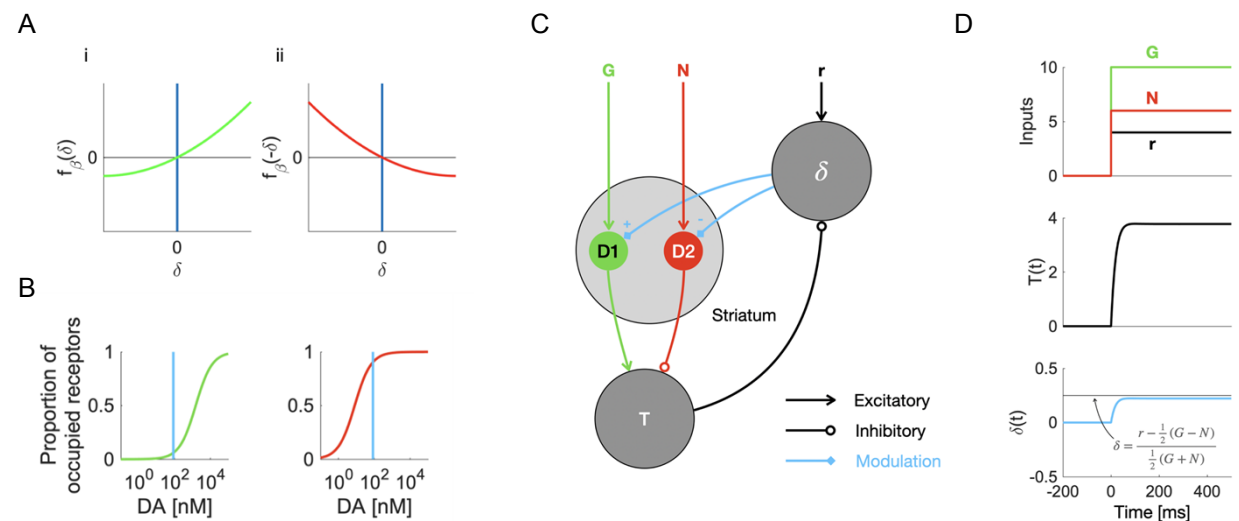 A
i
ii
f_β(δ)
0
0
δ
f_β(-δ)
0
0
δ
B
Proportion of
occupied receptors
1
0.5
0
10^0 10^2 10^4
DA [nM]
1
0.5
0
10^0 10^2 10^4
DA [nM]
C
G
N
r
δ
+
-
D1
D2
Striatum
T
Excitatory
Inhibitory
Modulation
D
Inputs
10
5
0
G
N
r
T(t)
4
2
0
δ(t)
0.5
0
-0.5
δ = (r - 1/2 (G - N)) / (1/2 (G + N))
-200 0 200 400
Time [ms]